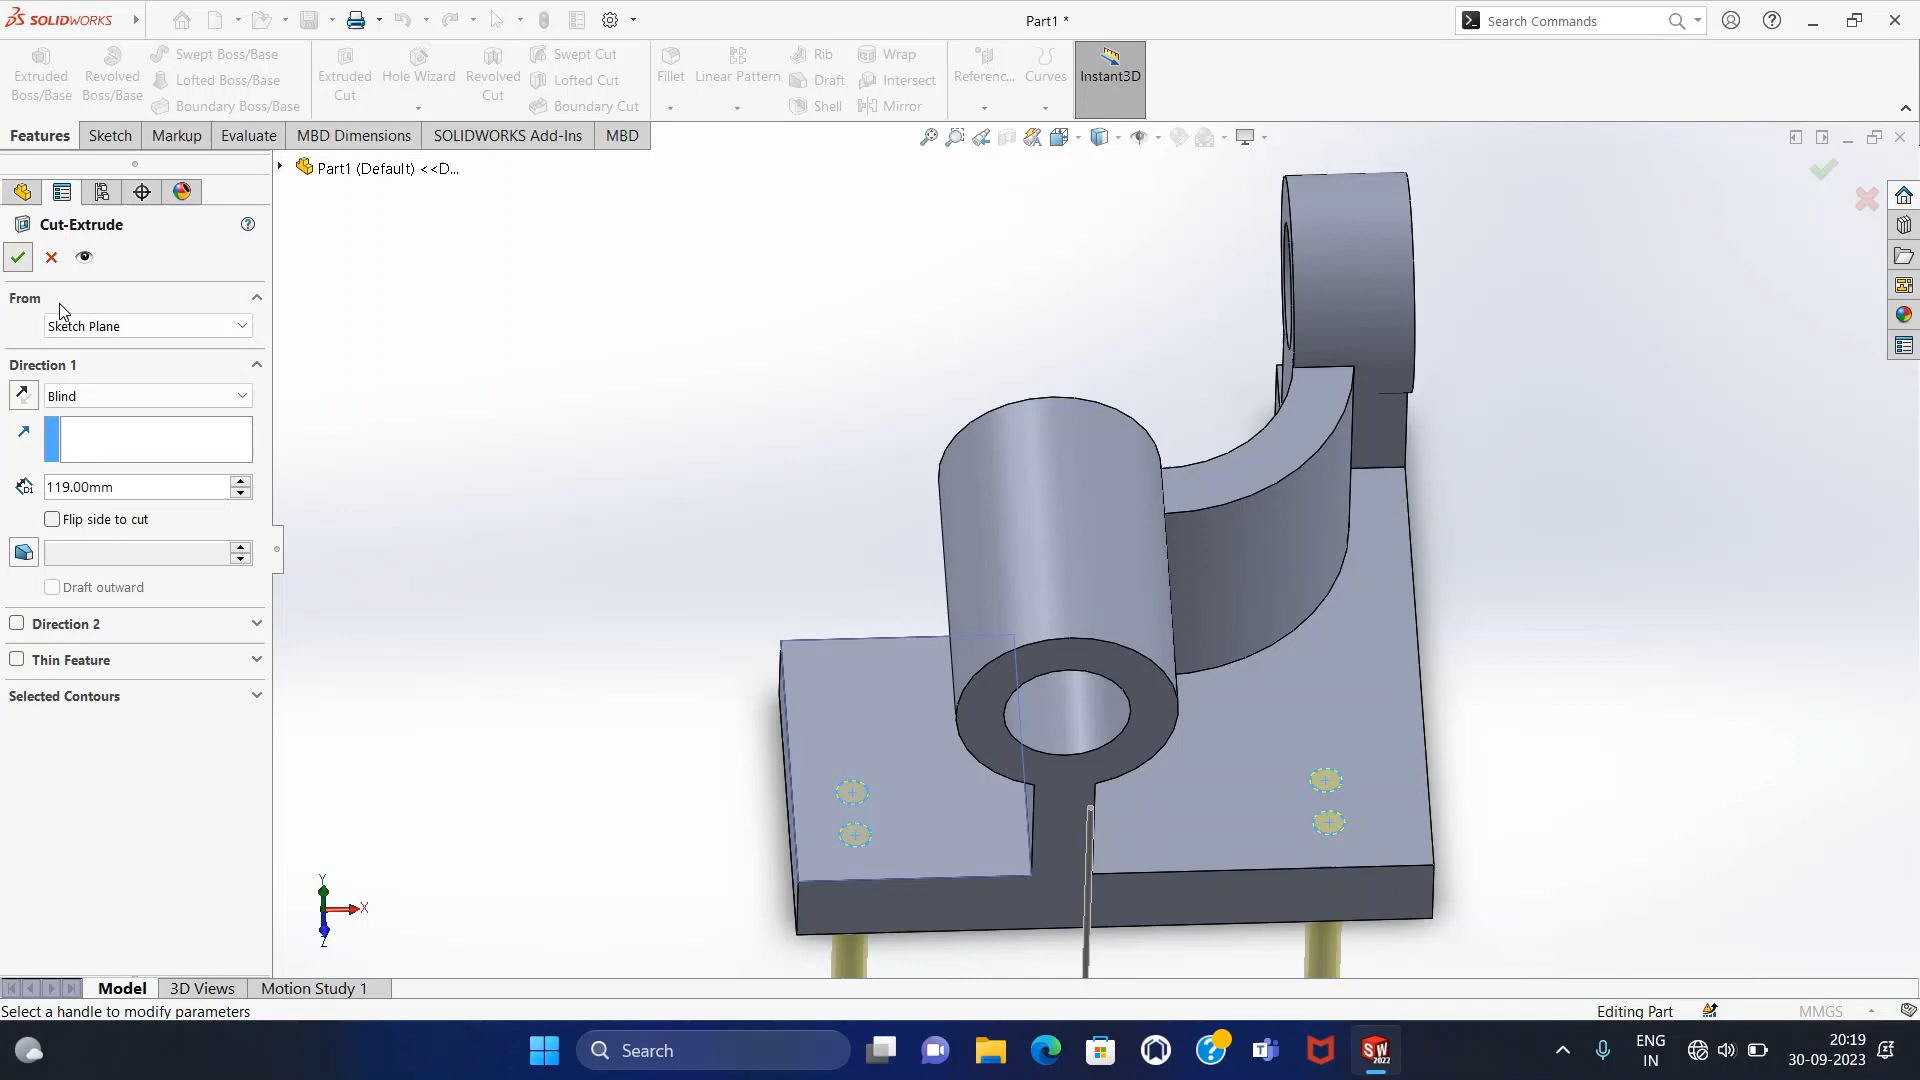 SOLIDWORKS
Part1 *
Search Commands
Extruded Boss/Base
Revolved Boss/Base
Swept Boss/Base
Lofted Boss/Base
Boundary Boss/Base
Extruded Cut
Hole Wizard
Revolved Cut
Swept Cut
Lofted Cut
Boundary Cut
Fillet
Linear Pattern
Rib
Draft
Shell
Wrap
Intersect
Mirror
Referenc...
Curves
Instant3D
Features
Sketch
Markup
Evaluate
MBD Dimensions
SOLIDWORKS Add-Ins
MBD
Part1 (Default) <<D...
Cut-Extrude
From
Sketch Plane
Direction 1
Blind
D1
119.00mm
Flip side to cut
Draft outward
Direction 2
Thin Feature
Selected Contours
Y
X
Z
Model
3D Views
Motion Study 1
Select a handle to modify parameters
Editing Part
MMGS
Search
SW
2022
ENG
IN
20:19
30-09-2023